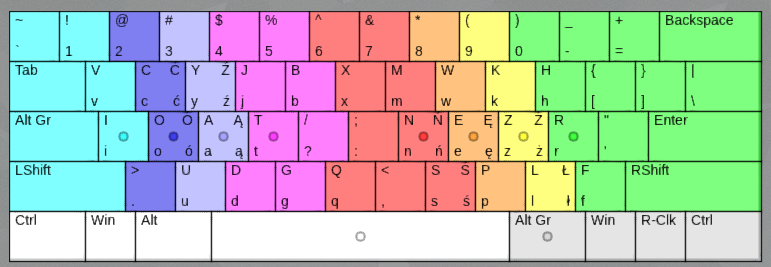 ~ ! @ # $ % ^ & * ( ) _ + Backspace
` 1 2 3 4 5 6 7 8 9 0 - =
Tab V C Ć Y Ź J B X M W K H { } |
v c ć y ź j b x m w k h [ ] \
Alt Gr I O Ó A Ą T / ; N Ń E Ę Z Ż R " Enter
i o ó a ą t ? : n ń e ę z ż r '
LShift > U D G Q < S Ś P L Ł F RShift
. u d g q , s ś p l ł f
Ctrl Win Alt Alt Gr Win R-Clk Ctrl